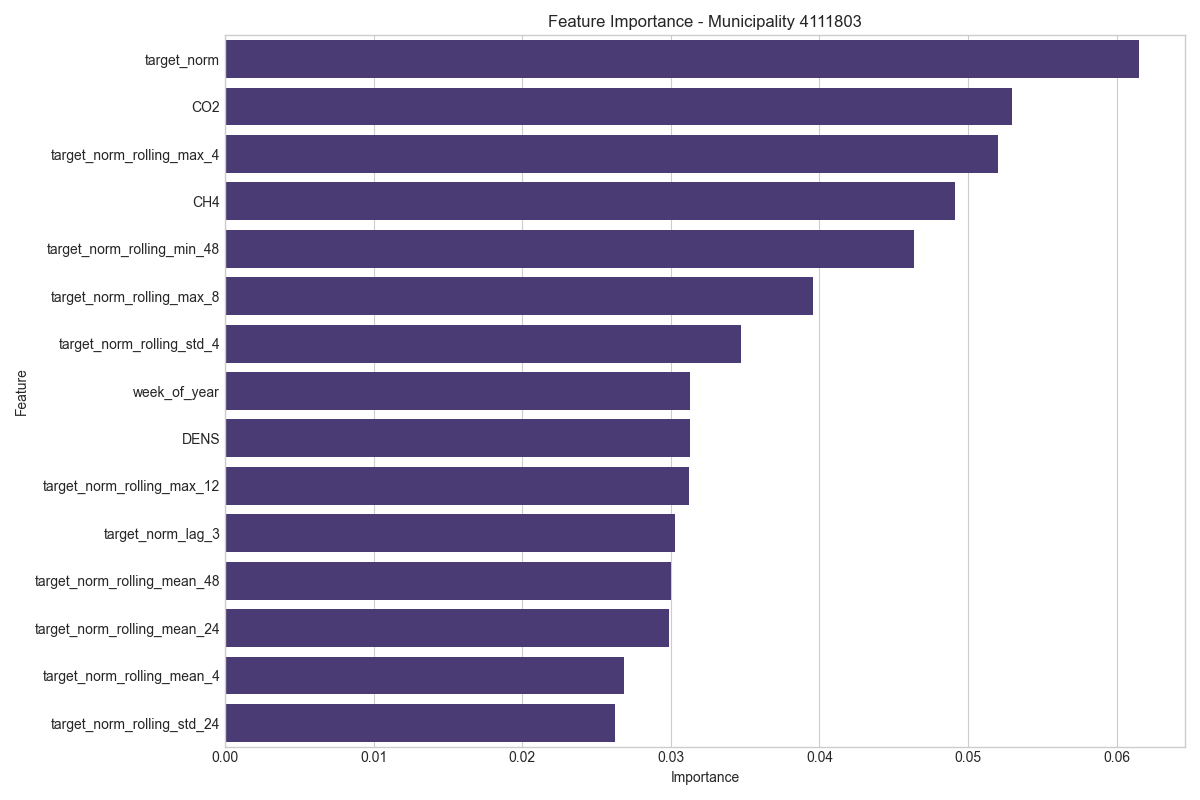 Feature Importance - Municipality 4111803
target_norm
CO2
target_norm_rolling_max_4
CH4
target_norm_rolling_min_48
target_norm_rolling_max_8
target_norm_rolling_std_4
week_of_year
DENS
target_norm_rolling_max_12
target_norm_lag_3
target_norm_rolling_mean_48
target_norm_rolling_mean_24
target_norm_rolling_mean_4
target_norm_rolling_std_24
Feature
0.00 0.01 0.02 0.03 0.04 0.05 0.06
Importance